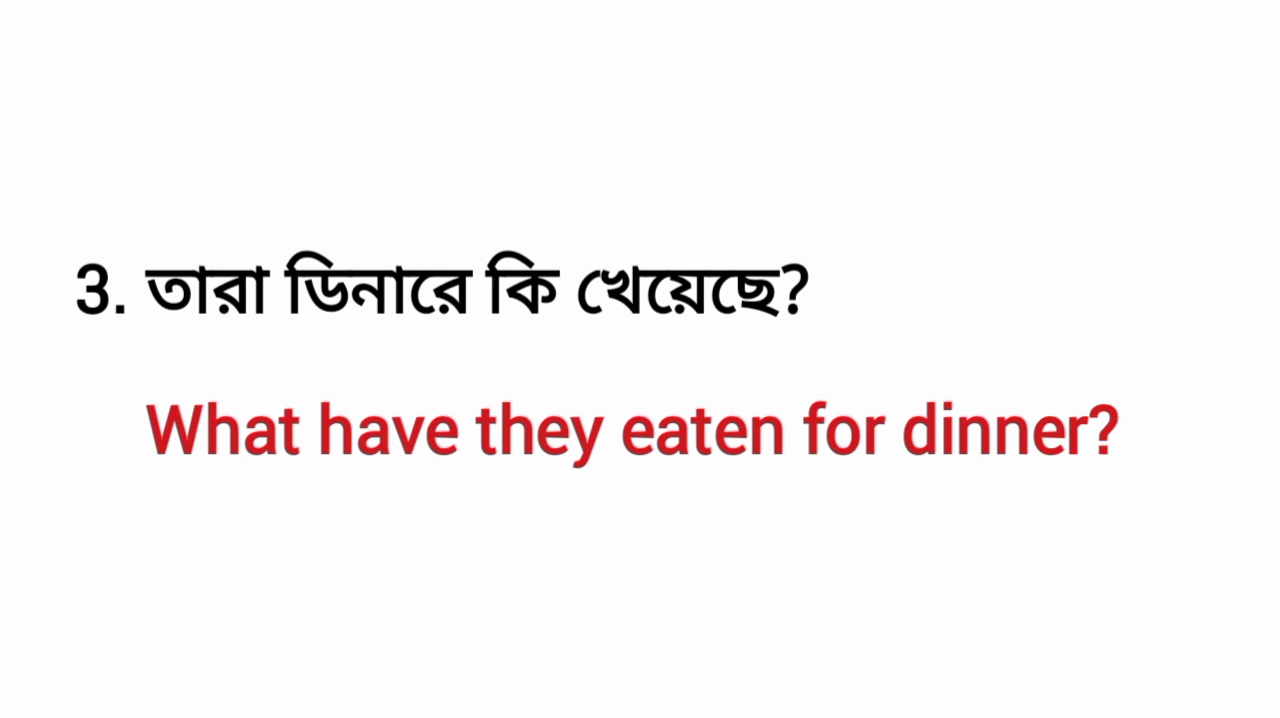 3. তারা ডিনারে কি খেয়েছে?
What have they eaten for dinner?